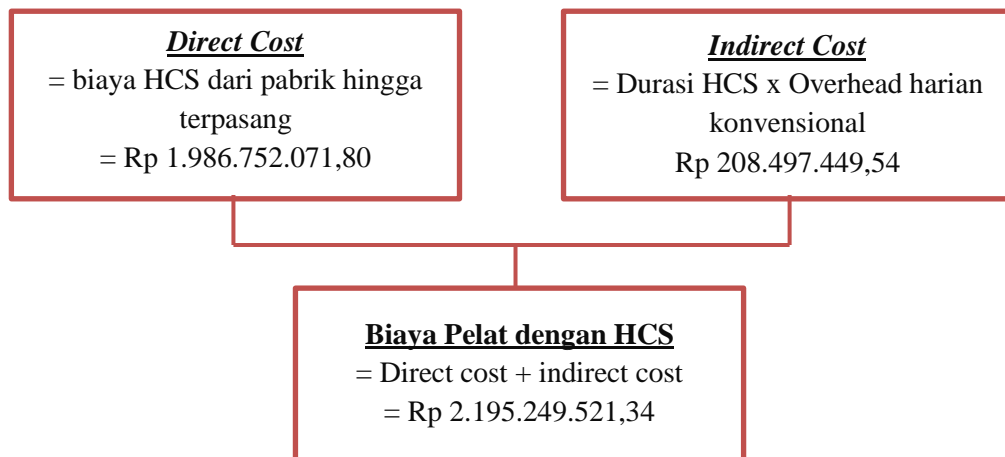 Direct Cost
= biaya HCS dari pabrik hingga
terpasang
= Rp 1.986.752.071,80
Indirect Cost
= Durasi HCS x Overhead harian
konvensional
Rp 208.497.449,54
Biaya Pelat dengan HCS
= Direct cost + indirect cost
= Rp 2.195.249.521,34